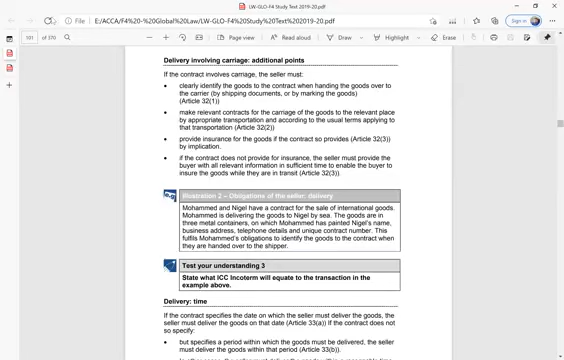 LW-GLO-F4 Study Text 2019-20.pdf
File
E:/ACCA/F4%20-%20Global%20Law/LW-GLO-F4%20Study%20Text%202019-20.pdf
Sign in
101 of 370
Page view
Read aloud
Draw
Highlight
Erase
Delivery involving carriage: additional points
If the contract involves carriage, the seller must:
• clearly identify the goods to the contract when handing the goods over to
the carrier (by shipping documents, or by marking the goods)
(Article 32(1))
• make relevant contracts for the carriage of the goods to the relevant place
by appropriate transportation and according to the usual terms applying to
that transportation (Article 32(2))
• provide insurance for the goods if the contract so provides (Article 32(3))
by implication.
• if the contract does not provide for insurance, the seller must provide the
buyer with all relevant information in sufficient time to enable the buyer to
insure the goods while they are in transit (Article 32(3)).
e.g
Illustration 2 – Obligations of the seller: delivery
Mohammed and Nigel have a contract for the sale of international goods.
Mohammed is delivering the goods to Nigel by sea. The goods are in
three metal containers, on which Mohammed has painted Nigel's name,
business address, telephone details and unique contract number. This
fulfils Mohammed's obligations to identify the goods to the contract when
they are handed over to the shipper.
Test your understanding 3
State what ICC Incoterm will equate to the transaction in the
example above.
Delivery: time
If the contract specifies the date on which the seller must deliver the goods, the
seller must deliver the goods on that date (Article 33(a)) If the contract does not
so specify:
• but specifies a period within which the goods must be delivered, the seller
must deliver the goods within that period (Article 33(b)).